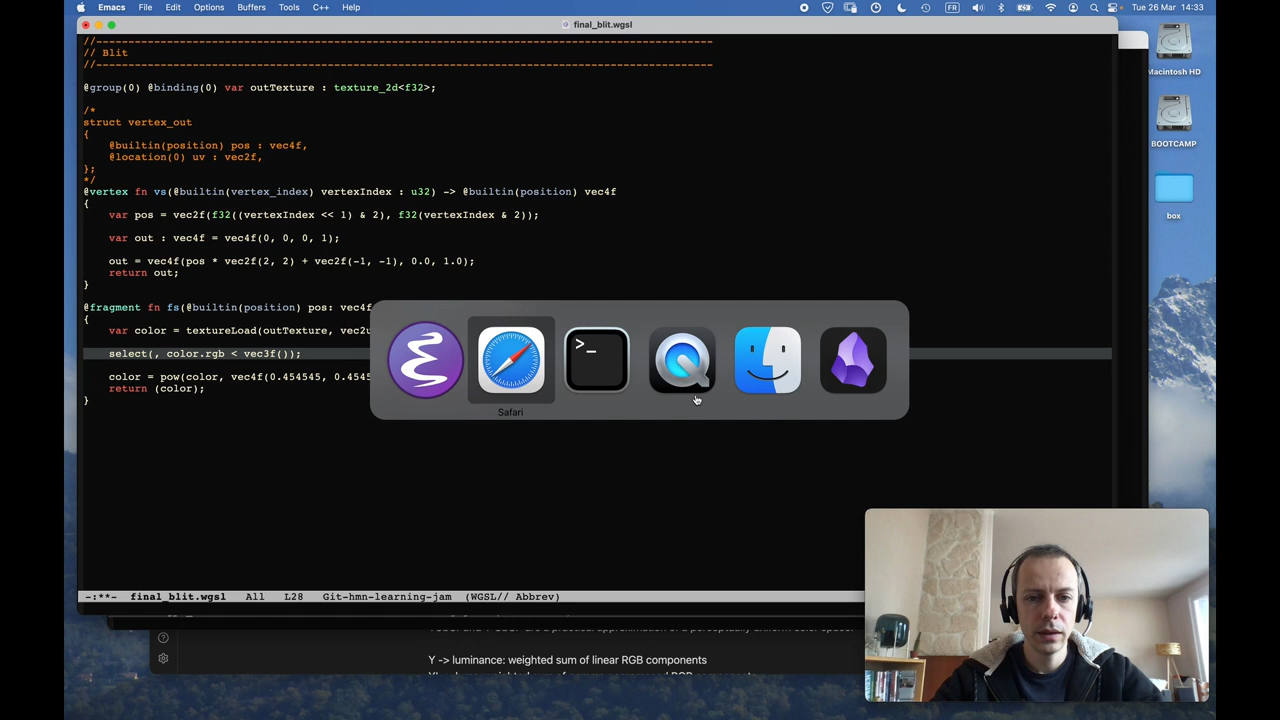 Emacs File Edit Options Buffers Tools C++ Help FR Tue 26 Mar 14:33
final_blit.wgsl
//---------------------------------------------------------------------------
// Blit
//---------------------------------------------------------------------------
@group(0) @binding(0) var outTexture : texture_2d<f32>;
/*
struct vertex_out
{
@builtin(position) pos : vec4f,
@location(0) uv : vec2f,
};
*/
@vertex fn vs(@builtin(vertex_index) vertexIndex : u32) -> @builtin(position) vec4f
{
var pos = vec2f(f32((vertexIndex << 1) & 2), f32(vertexIndex & 2));
var out : vec4f = vec4f(0, 0, 0, 1);
out = vec4f(pos * vec2f(2, 2) + vec2f(-1, -1), 0.0, 1.0);
return out;
}
@fragment fn fs(@builtin(position) pos: vec4f
{
var color = textureLoad(outTexture, vec2u
select(, color.rgb < vec3f());
color = pow(color, vec4f(0.454545, 0.4545
return (color);
}
Safari
Macintosh HD
BOOTCAMP
box
-:**- final_blit.wgsl All L28 Git-hmn-learning-jam (WGSL// Abbrev)
Y -> luminance: weighted sum of linear RGB components